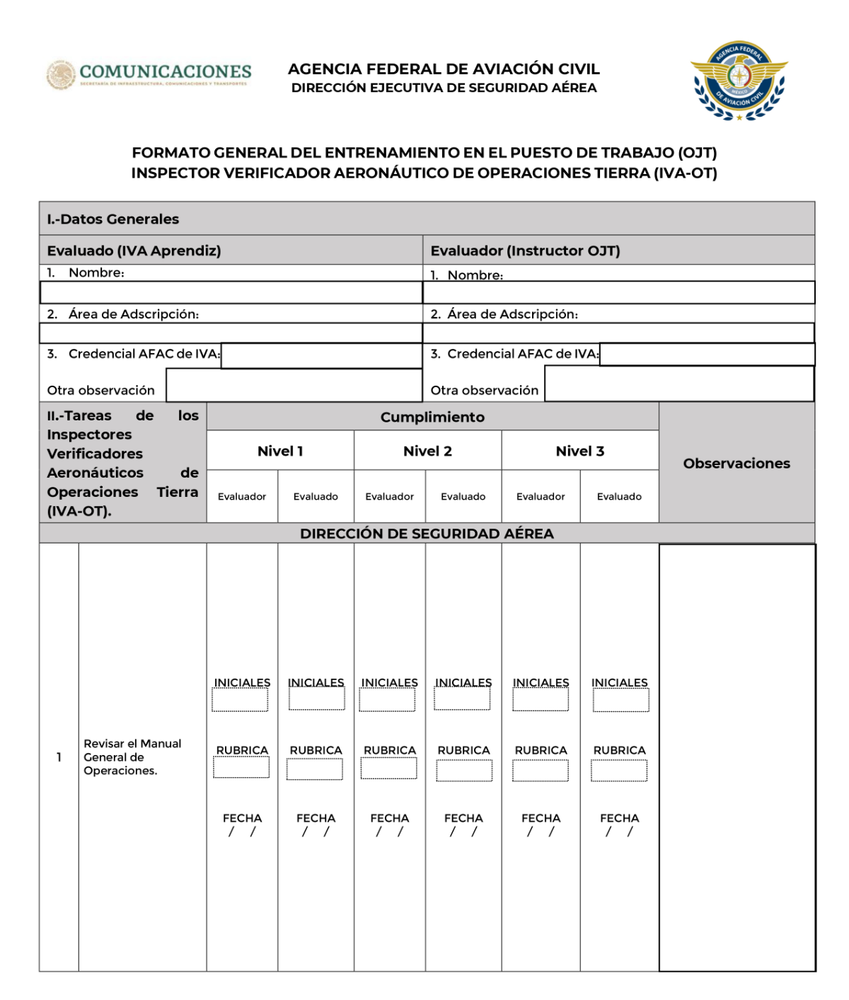 COMUNICACIONES
SECRETARÍA DE INFRAESTRUCTURA, COMUNICACIONES Y TRANSPORTES
AGENCIA FEDERAL DE AVIACIÓN CIVIL
DIRECCIÓN EJECUTIVA DE SEGURIDAD AÉREA
AGENCIA FEDERAL
MÉXICO
DE AVIACIÓN CIVIL
FORMATO GENERAL DEL ENTRENAMIENTO EN EL PUESTO DE TRABAJO (OJT)
INSPECTOR VERIFICADOR AERONÁUTICO DE OPERACIONES TIERRA (IVA-OT)
I.-Datos Generales
Evaluado (IVA Aprendiz) Evaluador (Instructor OJT)
1. Nombre: 1. Nombre:
2. Área de Adscripción: 2. Área de Adscripción:
3. Credencial AFAC de IVA: 3. Credencial AFAC de IVA:
Otra observación Otra observación
II.-Tareas de los
Inspectores
Verificadores
Aeronáuticos de
Operaciones Tierra
(IVA-OT).
Cumplimiento
Nivel 1 Nivel 2 Nivel 3
Observaciones
Evaluador Evaluado Evaluador Evaluado Evaluador Evaluado
DIRECCIÓN DE SEGURIDAD AÉREA
1
Revisar el Manual
General de
Operaciones.
INICIALES INICIALES INICIALES INICIALES INICIALES INICIALES
RUBRICA RUBRICA RUBRICA RUBRICA RUBRICA RUBRICA
FECHA FECHA FECHA FECHA FECHA FECHA
/ / / / / / / / / / / /